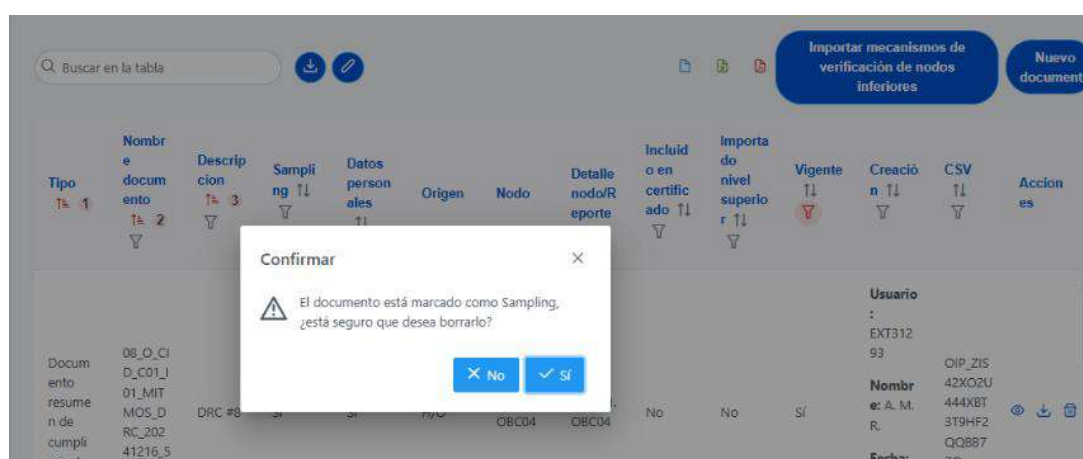 Buscar en la tabla
Importar mecanismos de
verificación de nodos
inferiores
Nuevo
document
Tipo
1
Nombr
e
docum
ento
2
Descrip
cion
3
Sampli
ng
Datos
person
ales
Origen
Nodo
Detalle
nodo/R
eporte
Incluid
o en
certific
ado
Importa
do
nivel
superio
r
Vigente
Creació
n
CSV
Accion
es
Confirmar
El documento está marcado como Sampling,
¿está seguro que desea borrarlo?
No
Sí
Docum
ento
resume
n de
cumpli
08_O_CI
D_C01_I
01_MIT
MOS_D
RC_202
41216_5
DRC #8
OBC04
OBC04
No
No
Sí
Usuario
:
EXT312
93
Nombr
e: A. M.
R.
Fecha:
OIP_ZIS
42XO2U
444XBT
3T9HF2
QQBB7